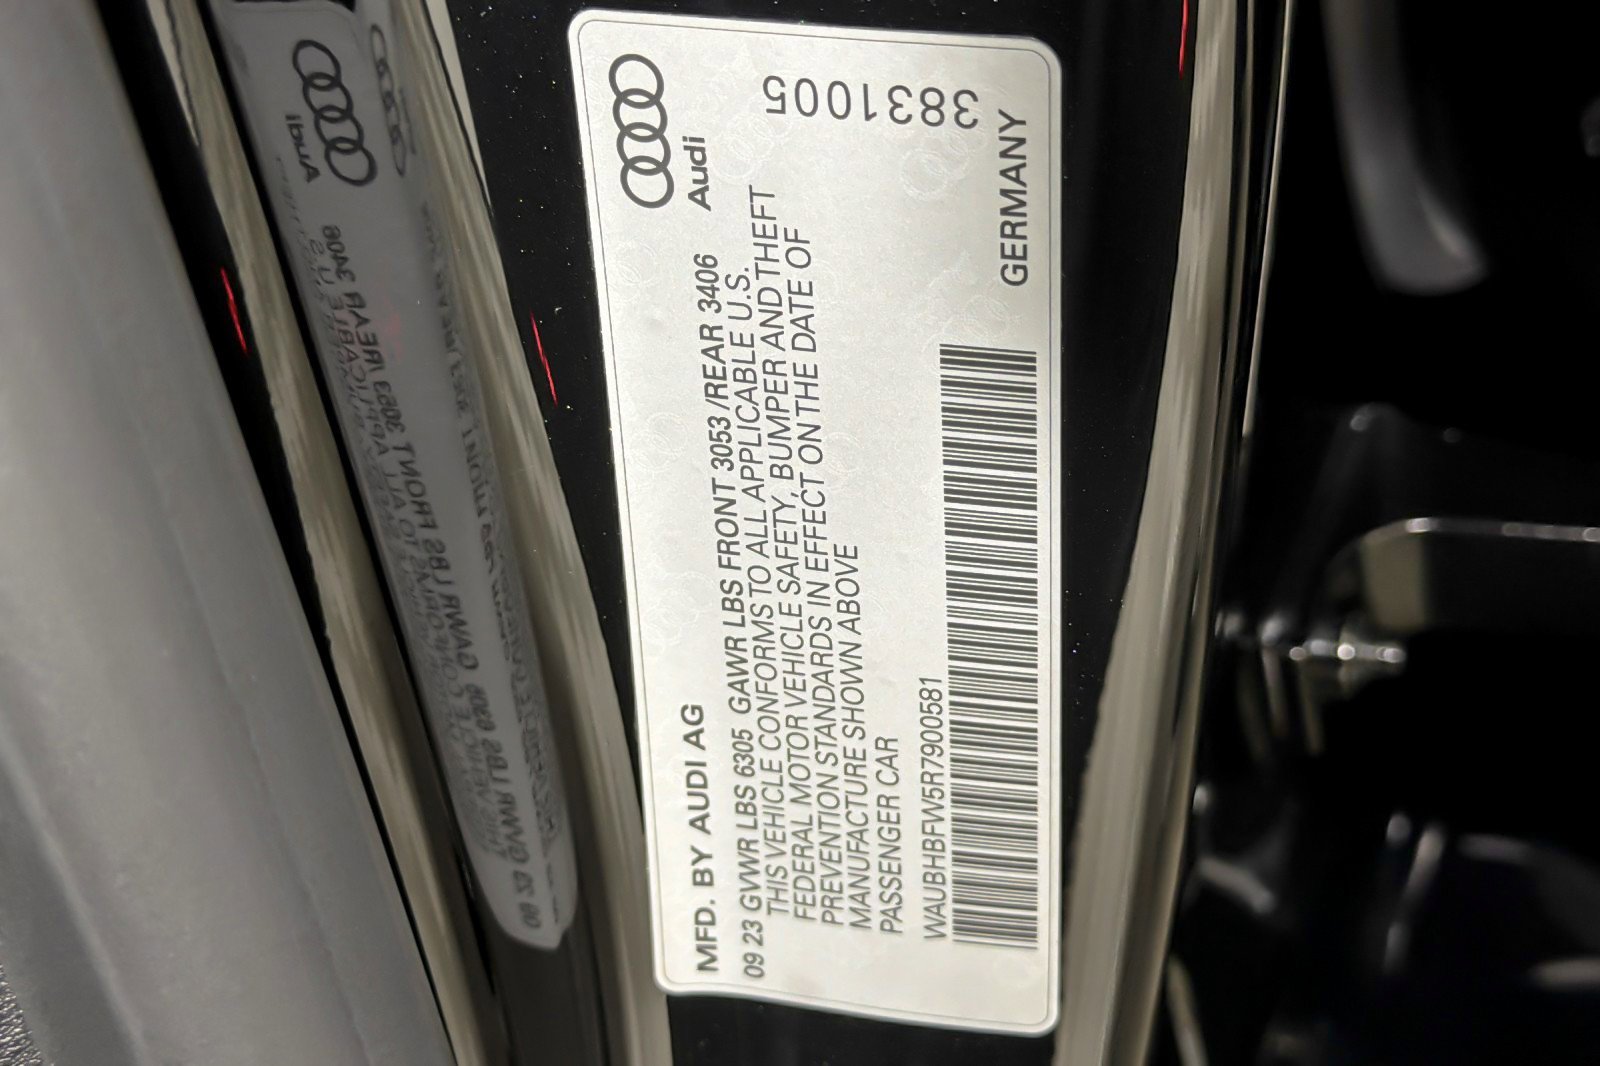 MFD. BY AUDI AG
Audi
09 23 GVWR LBS 6305 GAWR LBS FRONT 3053 /REAR 3406
THIS VEHICLE CONFORMS TO ALL APPLICABLE U.S.
FEDERAL MOTOR VEHICLE SAFETY, BUMPER AND THEFT
PREVENTION STANDARDS IN EFFECT ON THE DATE OF
MANUFACTURE SHOWN ABOVE
PASSENGER CAR
3831005
WAUBHBFW5R7900581
GERMANY